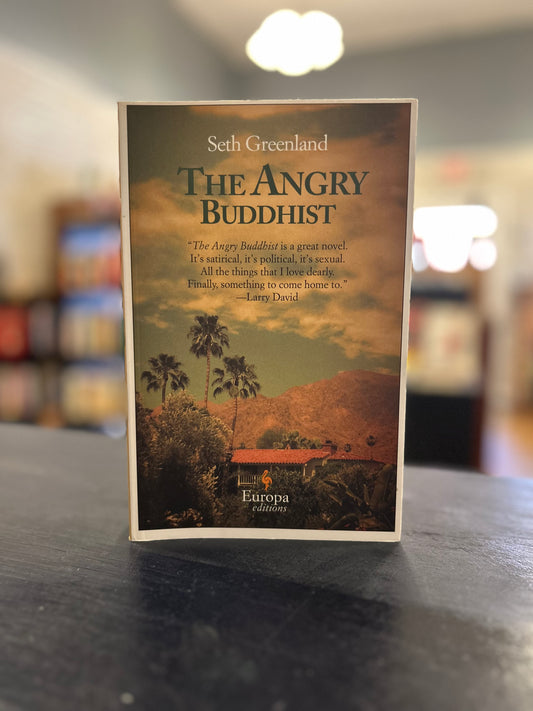 Seth Greenland
THE ANGRY
BUDDHIST
“The Angry Buddhist is a great novel.
It’s satirical, it’s political, it’s sexual.
All the things that I love dearly.
Finally, something to come home to.”
—Larry David
Europa
editions